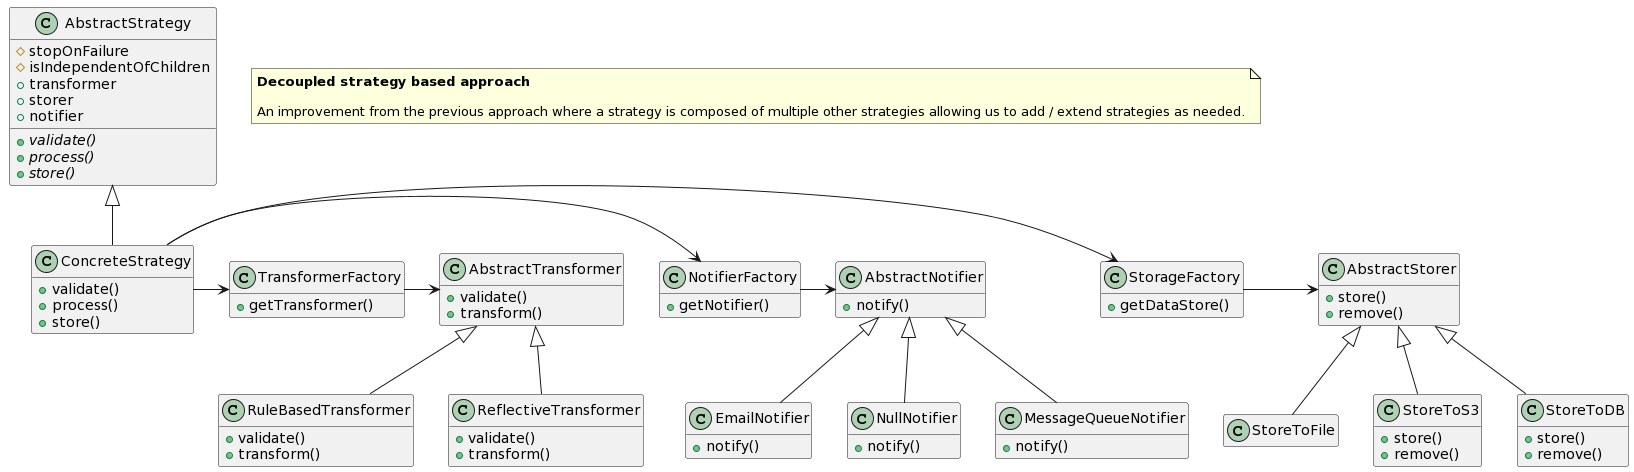 C AbstractStrategy
stopOnFailure
isIndependentOfChildren
transformer
storer
notifier
validate()
process()
store()
Decoupled strategy based approach
An improvement from the previous approach where a strategy is composed of multiple other strategies allowing us to add / extend strategies as needed.
C ConcreteStrategy
validate()
process()
store()
C TransformerFactory
getTransformer()
C AbstractTransformer
validate()
transform()
C NotifierFactory
getNotifier()
C AbstractNotifier
notify()
C StorageFactory
getDataStore()
C AbstractStorer
store()
remove()
C RuleBasedTransformer
validate()
transform()
C ReflectiveTransformer
validate()
transform()
C EmailNotifier
notify()
C NullNotifier
notify()
C MessageQueueNotifier
notify()
C StoreToFile
C StoreToS3
store()
remove()
C StoreToDB
store()
remove()